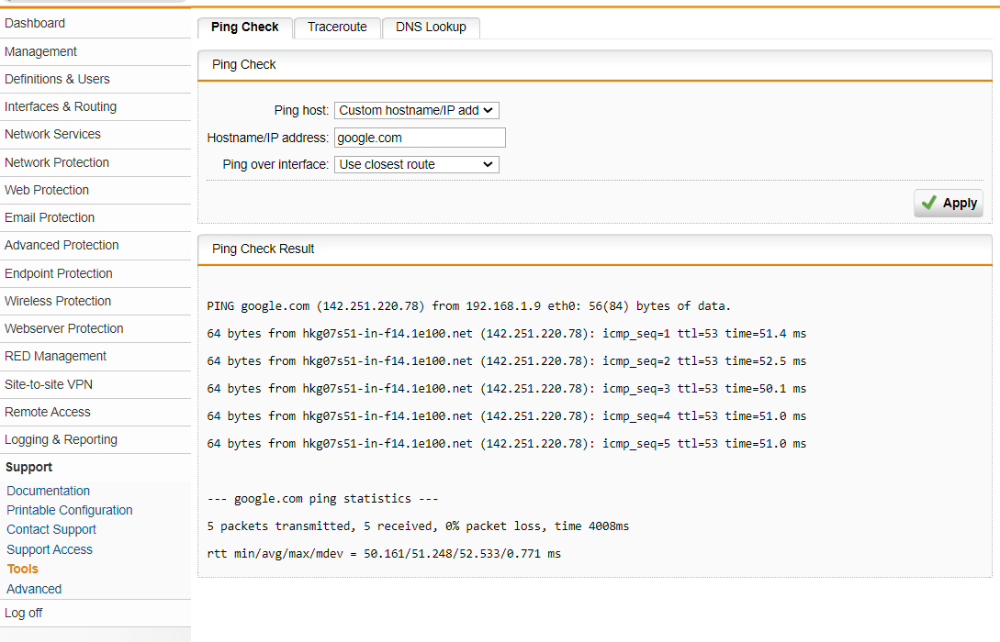 Dashboard
Management
Definitions & Users
Interfaces & Routing
Network Services
Network Protection
Web Protection
Email Protection
Advanced Protection
Endpoint Protection
Wireless Protection
Webserver Protection
RED Management
Site-to-site VPN
Remote Access
Logging & Reporting
Support
Documentation
Printable Configuration
Contact Support
Support Access
Tools
Advanced
Log off
Ping Check Traceroute DNS Lookup
Ping Check
Ping host: Custom hostname/IP add
Hostname/IP address: google.com
Ping over interface: Use closest route
Apply
Ping Check Result
PING google.com (142.251.220.78) from 192.168.1.9 eth0: 56(84) bytes of data.
64 bytes from hkg07s51-in-f14.1e100.net (142.251.220.78): icmp_seq=1 ttl=53 time=51.4 ms
64 bytes from hkg07s51-in-f14.1e100.net (142.251.220.78): icmp_seq=2 ttl=53 time=52.5 ms
64 bytes from hkg07s51-in-f14.1e100.net (142.251.220.78): icmp_seq=3 ttl=53 time=50.1 ms
64 bytes from hkg07s51-in-f14.1e100.net (142.251.220.78): icmp_seq=4 ttl=53 time=51.0 ms
64 bytes from hkg07s51-in-f14.1e100.net (142.251.220.78): icmp_seq=5 ttl=53 time=51.0 ms
--- google.com ping statistics ---
5 packets transmitted, 5 received, 0% packet loss, time 4008ms
rtt min/avg/max/mdev = 50.161/51.248/52.533/0.771 ms